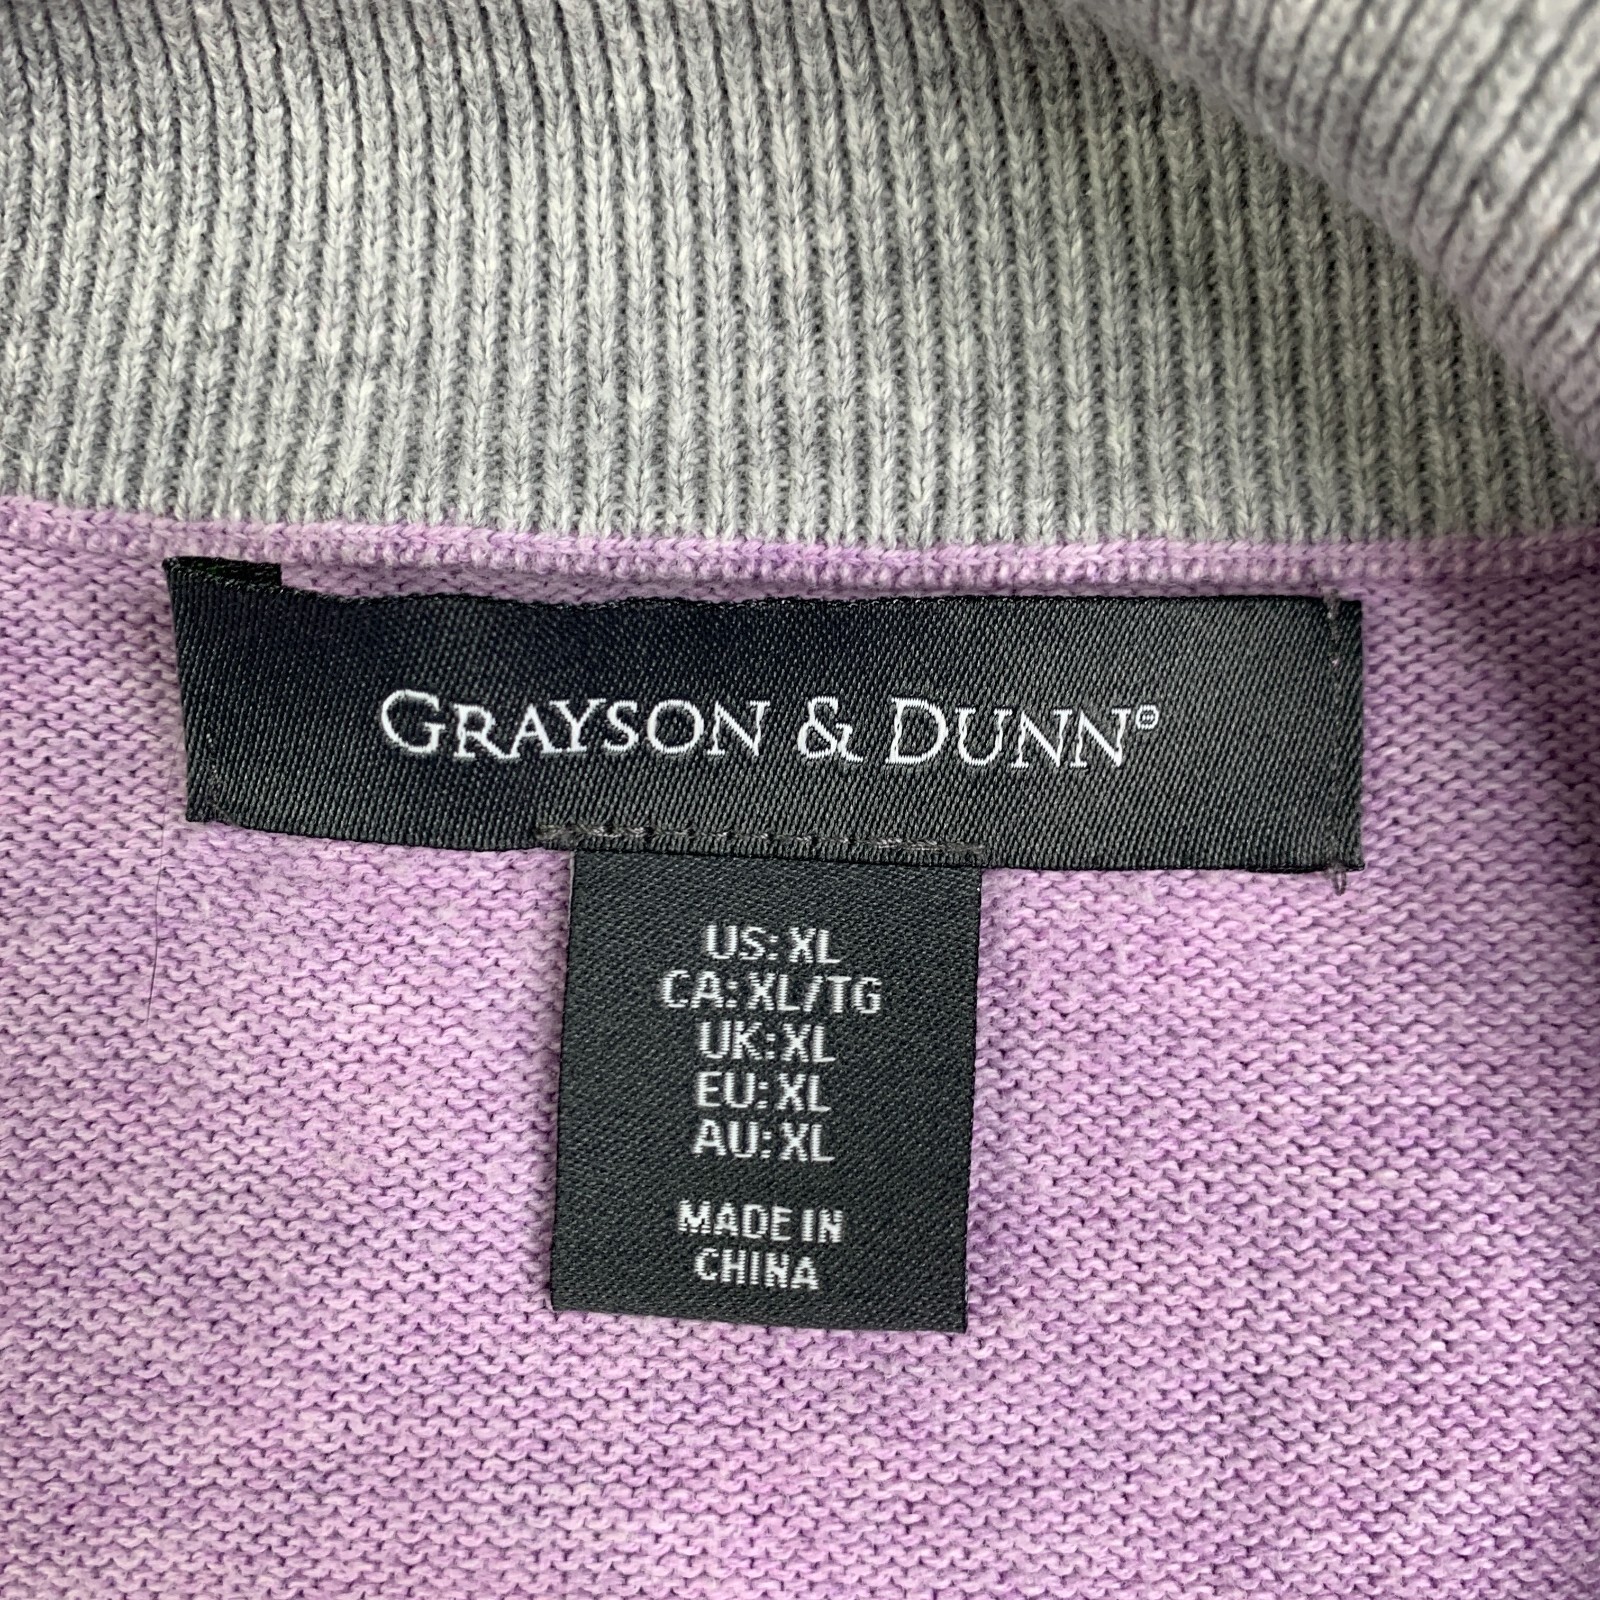 GRAYSON & DUNN®
US: XL
CA: XL/TG
UK: XL
EU: XL
AU: XL
MADE IN
CHINA